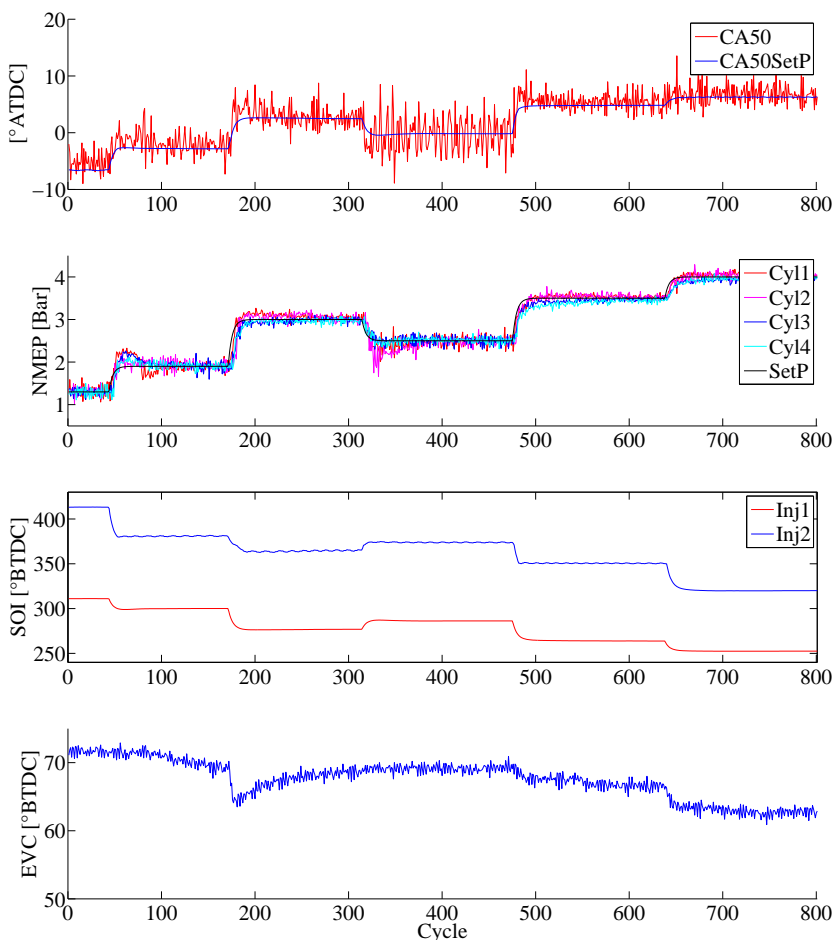 20
10
0
−10
[°ATDC]
CA50
CA50SetP
0 100 200 300 400 500 600 700 800
4
3
2
1
NMEP [Bar]
Cyl1
Cyl2
Cyl3
Cyl4
SetP
0 100 200 300 400 500 600 700 800
400
350
300
250
SOI [°BTDC]
Inj1
Inj2
0 100 200 300 400 500 600 700 800
70
60
50
EVC [°BTDC]
0 100 200 300 400 500 600 700 800
Cycle